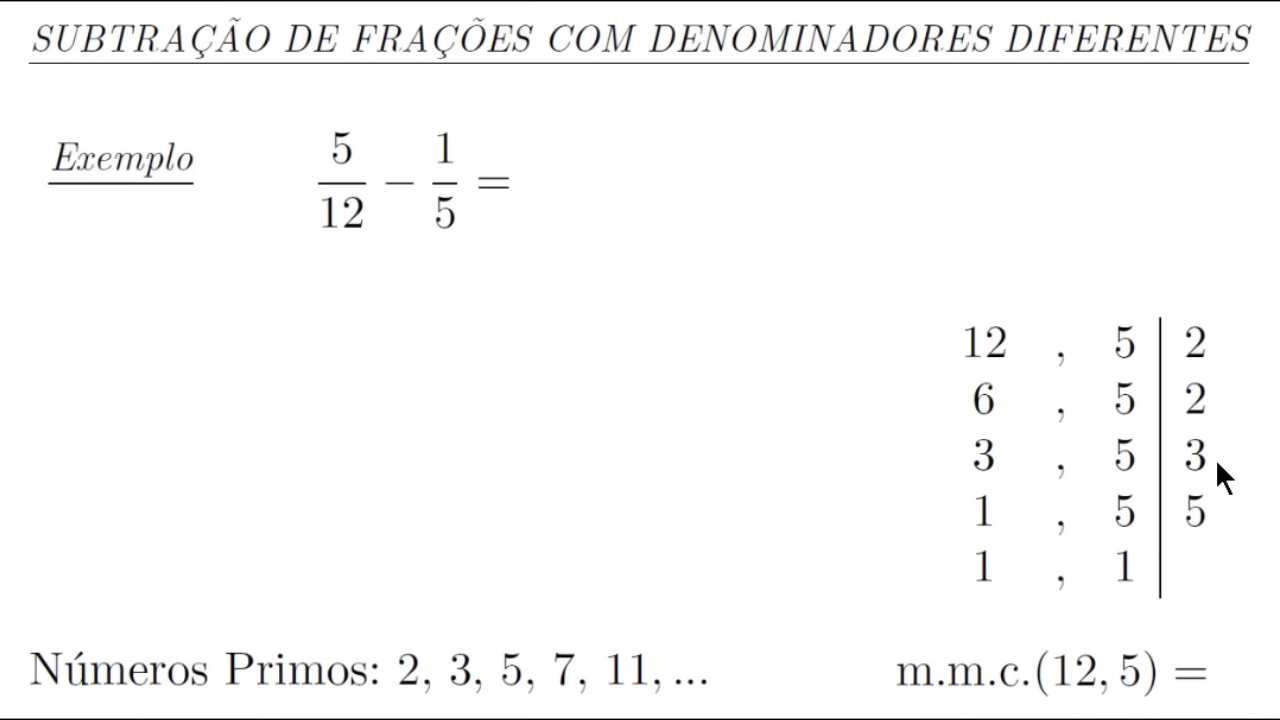 SUBTRAÇÃO DE FRAÇÕES COM DENOMINADORES DIFERENTES
Exemplo 5/12 − 1/5 =
12 , 5 | 2
6 , 5 | 2
3 , 5 | 3
1 , 5 | 5
1 , 1 |
Números Primos: 2, 3, 5, 7, 11, ...
m.m.c.(12, 5) =